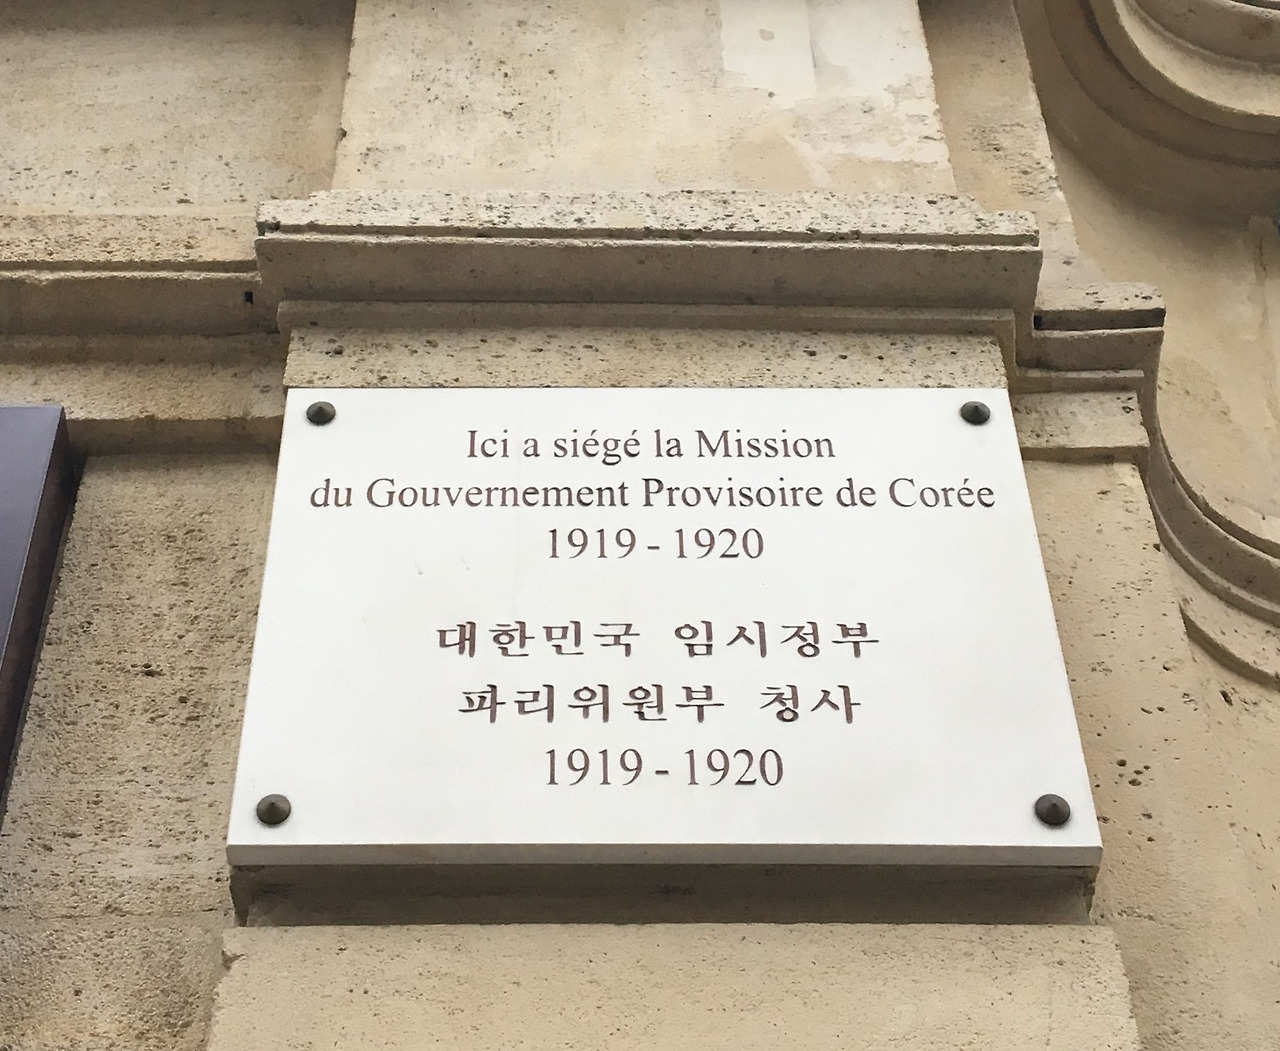 Ici a siégé la Mission
du Gouvernement Provisoire de Corée
1919 - 1920
대한민국 임시정부
파리위원부 청사
1919 - 1920